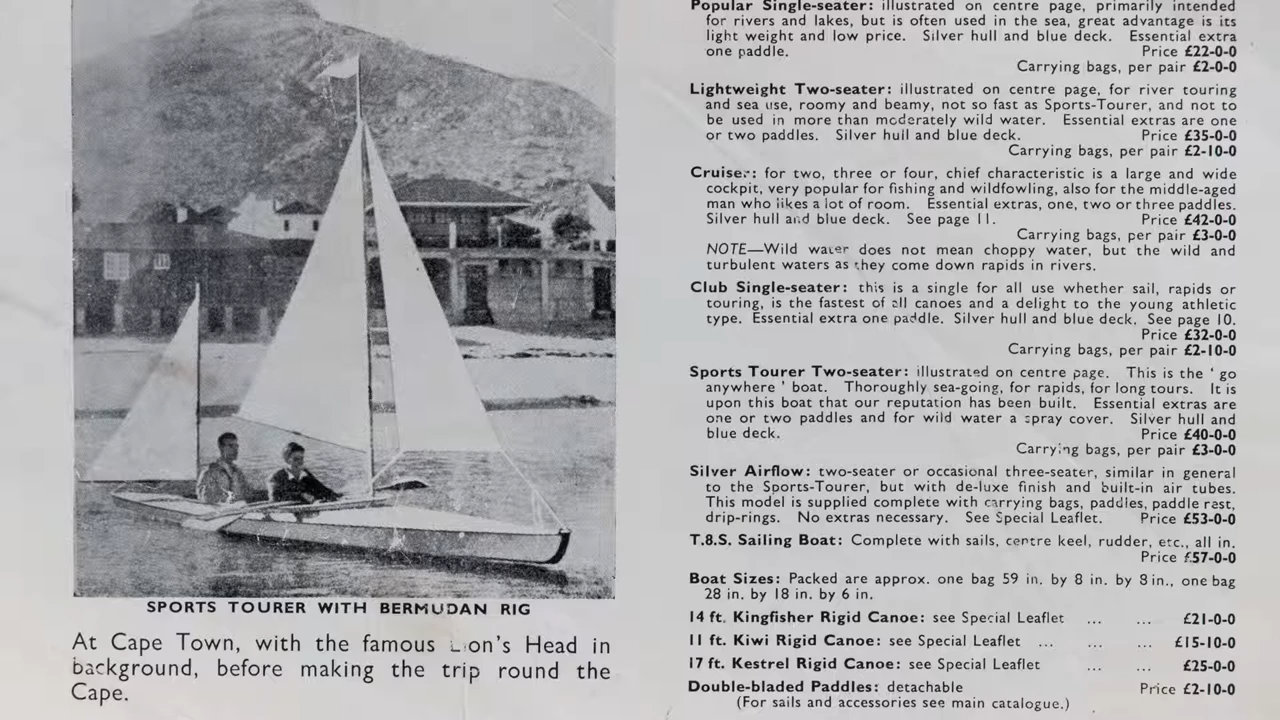 SPORTS TOURER WITH BERMUDAN RIG
At Cape Town, with the famous Lion's Head in
background, before making the trip round the
Cape.
Popular Single-seater: illustrated on centre page, primarily intended
for rivers and lakes, but is often used in the sea, great advantage is its
light weight and low price. Silver hull and blue deck. Essential extra
one paddle. Price £22-0-0
Carrying bags, per pair £2-0-0
Lightweight Two-seater: illustrated on centre page, for river touring
and sea use, roomy and beamy, not so fast as Sports-Tourer, and not to
be used in more than moderately wild water. Essential extras are one
or two paddles. Silver hull and blue deck. Price £35-0-0
Carrying bags, per pair £2-10-0
Cruiser: for two, three or four, chief characteristic is a large and wide
cockpit, very popular for fishing and wildfowling, also for the middle-aged
man who likes a lot of room. Essential extras, one, two or three paddles.
Silver hull and blue deck. See page 11. Price £42-0-0
Carrying bags, per pair £3-0-0
NOTE—Wild water does not mean choppy water, but the wild and
turbulent waters as they come down rapids in rivers.
Club Single-seater: this is a single for all use whether sail, rapids or
touring, is the fastest of all canoes and a delight to the young athletic
type. Essential extra one paddle. Silver hull and blue deck. See page 10.
Price £32-0-0
Carrying bags, per pair £2-10-0
Sports Tourer Two-seater: illustrated on centre page. This is the ' go
anywhere ' boat. Thoroughly sea-going, for rapids, for long tours. It is
upon this boat that our reputation has been built. Essential extras are
one or two paddles and for wild water a spray cover. Silver hull and
blue deck. Price £40-0-0
Carrying bags, per pair £3-0-0
Silver Airflow: two-seater or occasional three-seater, similar in general
to the Sports-Tourer, but with de-luxe finish and built-in air tubes.
This model is supplied complete with carrying bags, paddles, paddle rest,
drip-rings. No extras necessary. See Special Leaflet. Price £53-0-0
T.8.S. Sailing Boat: Complete with sails, centre keel, rudder, etc., all in.
Price £57-0-0
Boat Sizes: Packed are approx. one bag 59 in. by 8 in. by 8 in., one bag
28 in. by 18 in. by 6 in.
14 ft. Kingfisher Rigid Canoe: see Special Leaflet ... ... £21-0-0
11 ft. Kiwi Rigid Canoe: see Special Leaflet ... ... ... £15-10-0
17 ft. Kestrel Rigid Canoe: see Special Leaflet ... ... £25-0-0
Double-bladed Paddles: detachable Price £2-10-0
(For sails and accessories see main catalogue.)